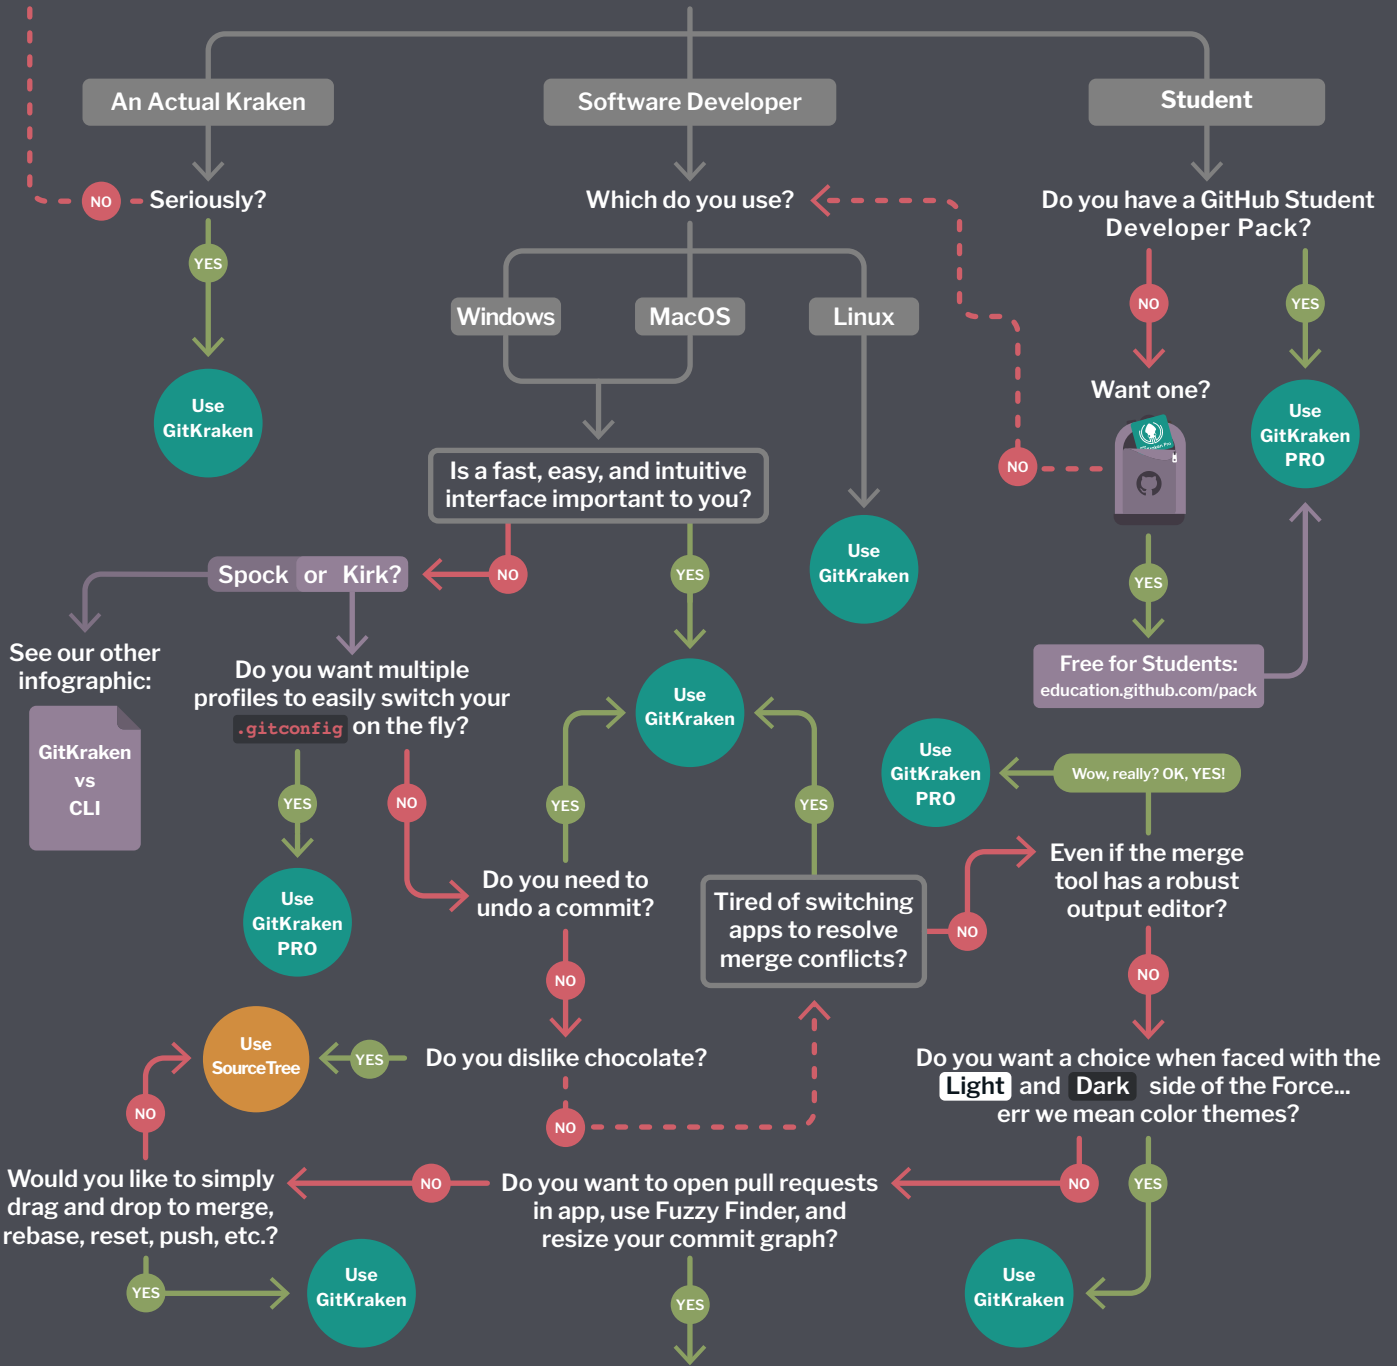 An Actual Kraken
Software Developer
Student
NO
Seriously?
Which do you use?
Do you have a GitHub Student
Developer Pack?
YES
NO
YES
Windows
MacOS
Linux
Use
GitKraken
Want one?
Use
GitKraken
PRO
NO
Is a fast, easy, and intuitive
interface important to you?
Use
GitKraken
Spock or Kirk?
NO
YES
YES
See our other
infographic:
GitKraken
vs
CLI
Do you want multiple
profiles to easily switch your
.gitconfig on the fly?
Use
GitKraken
Free for Students:
education.github.com/pack
Use
GitKraken
PRO
Wow, really? OK, YES!
YES
NO
YES
YES
Use
GitKraken
PRO
Do you need to
undo a commit?
Tired of switching
apps to resolve
merge conflicts?
NO
Even if the merge
tool has a robust
output editor?
NO
NO
Use
SourceTree
YES
Do you dislike chocolate?
Do you want a choice when faced with the
Light and Dark side of the Force...
err we mean color themes?
NO
NO
Would you like to simply
drag and drop to merge,
rebase, reset, push, etc.?
NO
Do you want to open pull requests
in app, use Fuzzy Finder, and
resize your commit graph?
NO
YES
YES
Use
GitKraken
YES
Use
GitKraken